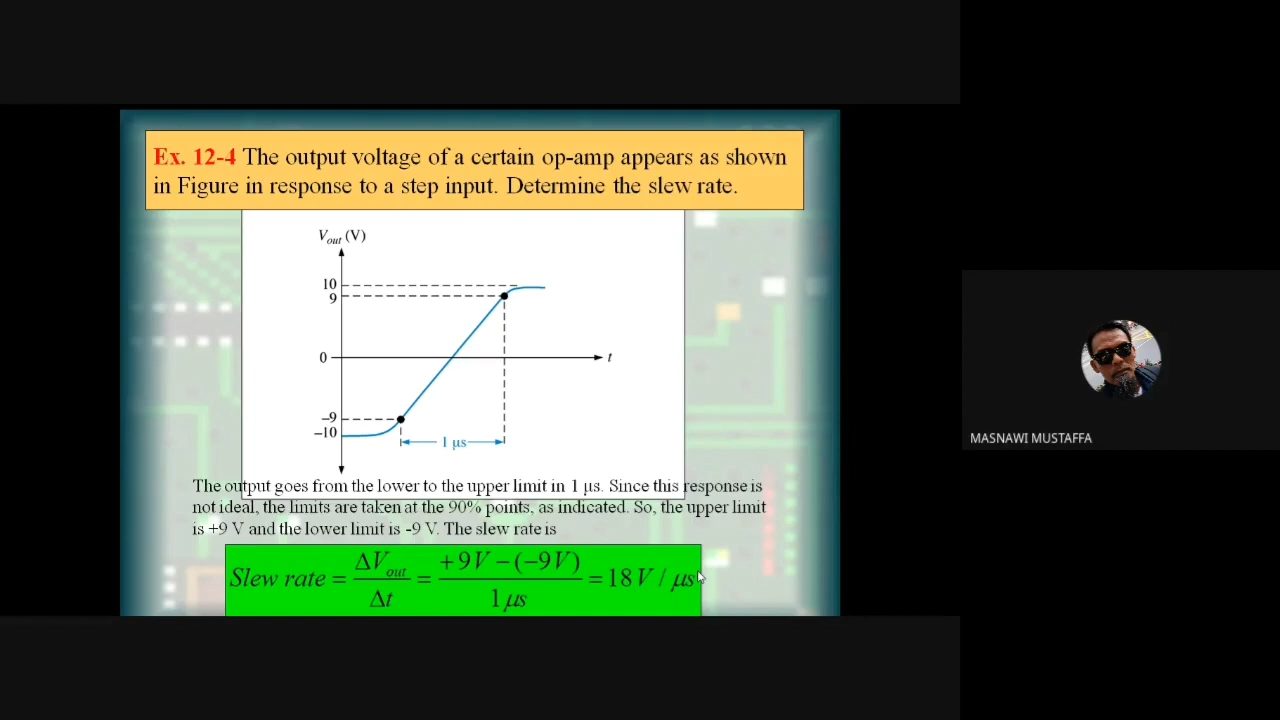 Ex. 12-4 The output voltage of a certain op-amp appears as shown
in Figure in response to a step input. Determine the slew rate.
Vout (V)
10
9
0
t
−9
−10
1 μs
The output goes from the lower to the upper limit in 1 μs. Since this response is
not ideal, the limits are taken at the 90% points, as indicated. So, the upper limit
is +9 V and the lower limit is -9 V. The slew rate is
Slew rate = ΔVout / Δt = +9V − (−9V) / 1 μs = 18 V / μs
MASNAWI MUSTAFFA